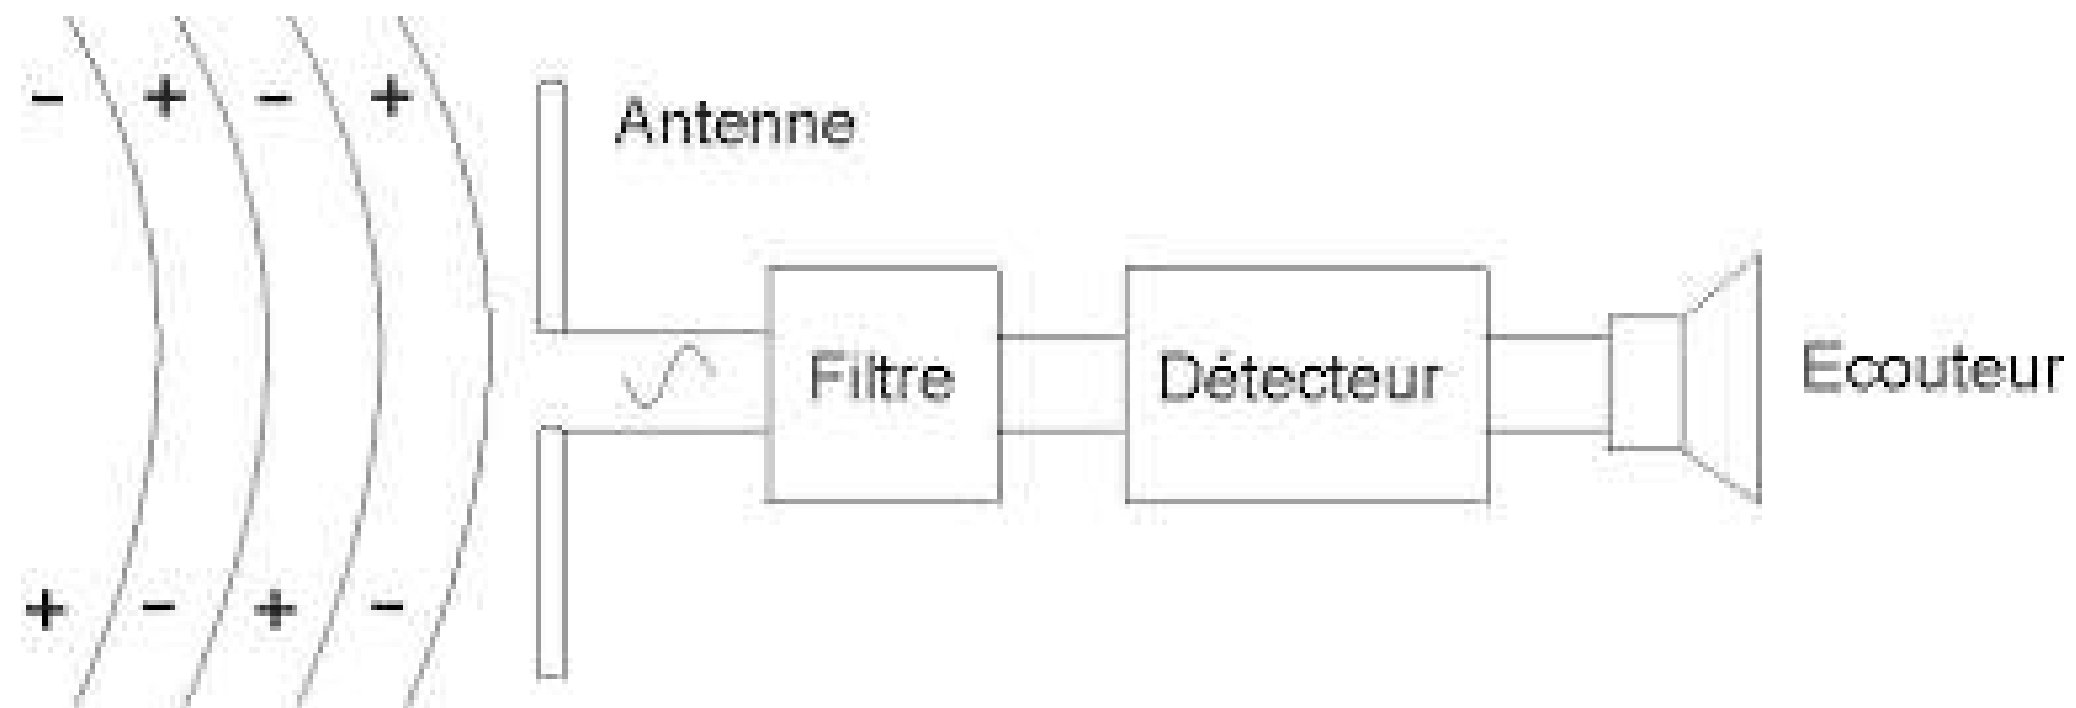 - + - +
Antenne
Filtre
Détecteur
Ecouteur
+ - + -